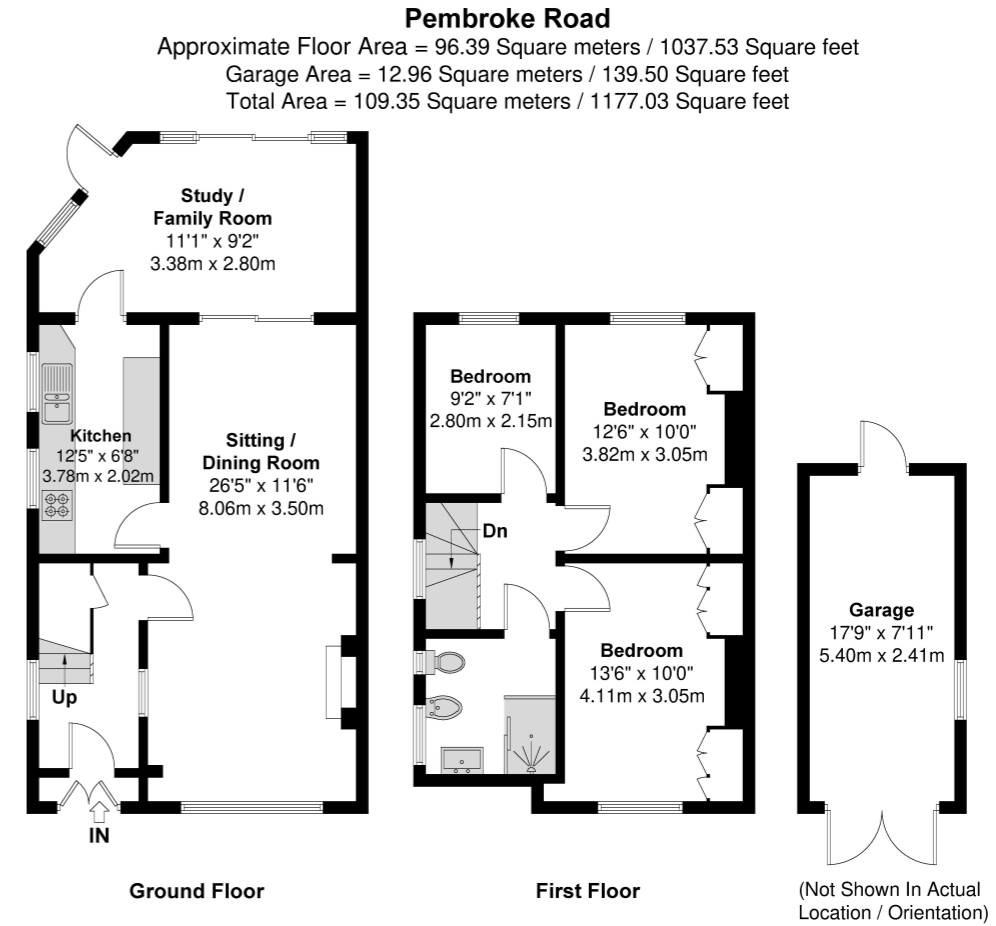 Pembroke Road
Approximate Floor Area = 96.39 Square meters / 1037.53 Square feet
Garage Area = 12.96 Square meters / 139.50 Square feet
Total Area = 109.35 Square meters / 1177.03 Square feet
Study /
Family Room
11'1" x 9'2"
3.38m x 2.80m
Kitchen
12'5" x 6'8"
3.78m x 2.02m
Sitting /
Dining Room
26'5" x 11'6"
8.06m x 3.50m
Up
IN
Ground Floor
Bedroom
9'2" x 7'1"
2.80m x 2.15m
Bedroom
12'6" x 10'0"
3.82m x 3.05m
Dn
Bedroom
13'6" x 10'0"
4.11m x 3.05m
First Floor
Garage
17'9" x 7'11"
5.40m x 2.41m
(Not Shown In Actual
Location / Orientation)